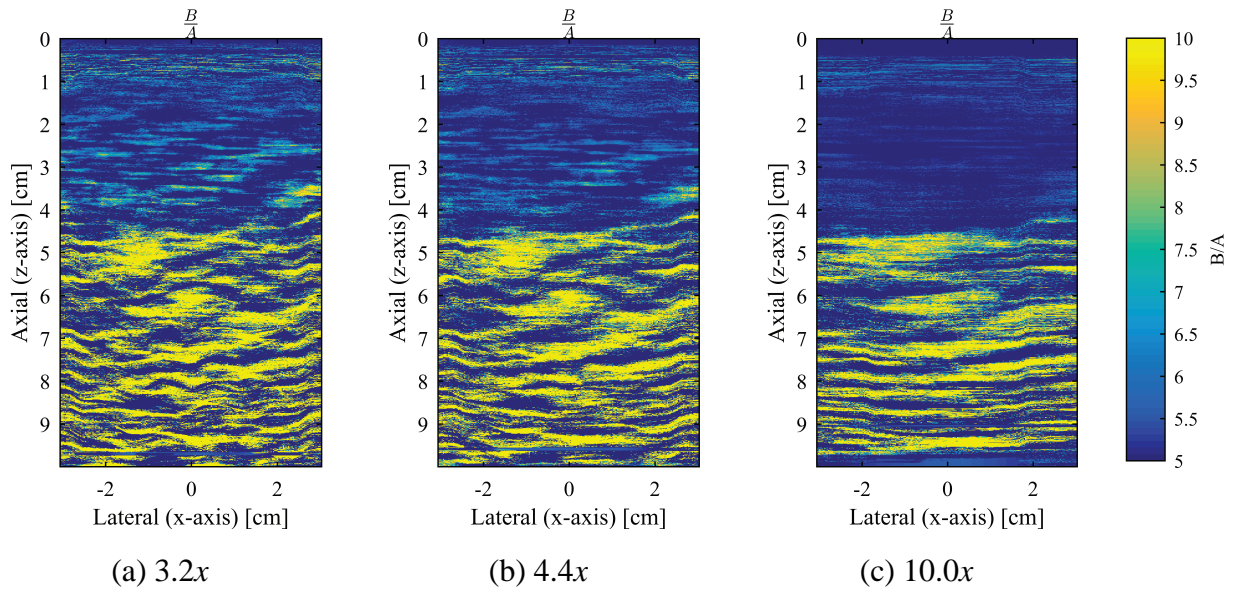 B/A
0
1
2
3
4
5
6
7
8
9
Axial (z-axis) [cm]
-2 0 2
Lateral (x-axis) [cm]
(a) 3.2x
B/A
0
1
2
3
4
5
6
7
8
9
Axial (z-axis) [cm]
-2 0 2
Lateral (x-axis) [cm]
(b) 4.4x
B/A
0
1
2
3
4
5
6
7
8
9
Axial (z-axis) [cm]
-2 0 2
Lateral (x-axis) [cm]
(c) 10.0x
10
9.5
9
8.5
8
7.5
7
6.5
6
5.5
5
B/A